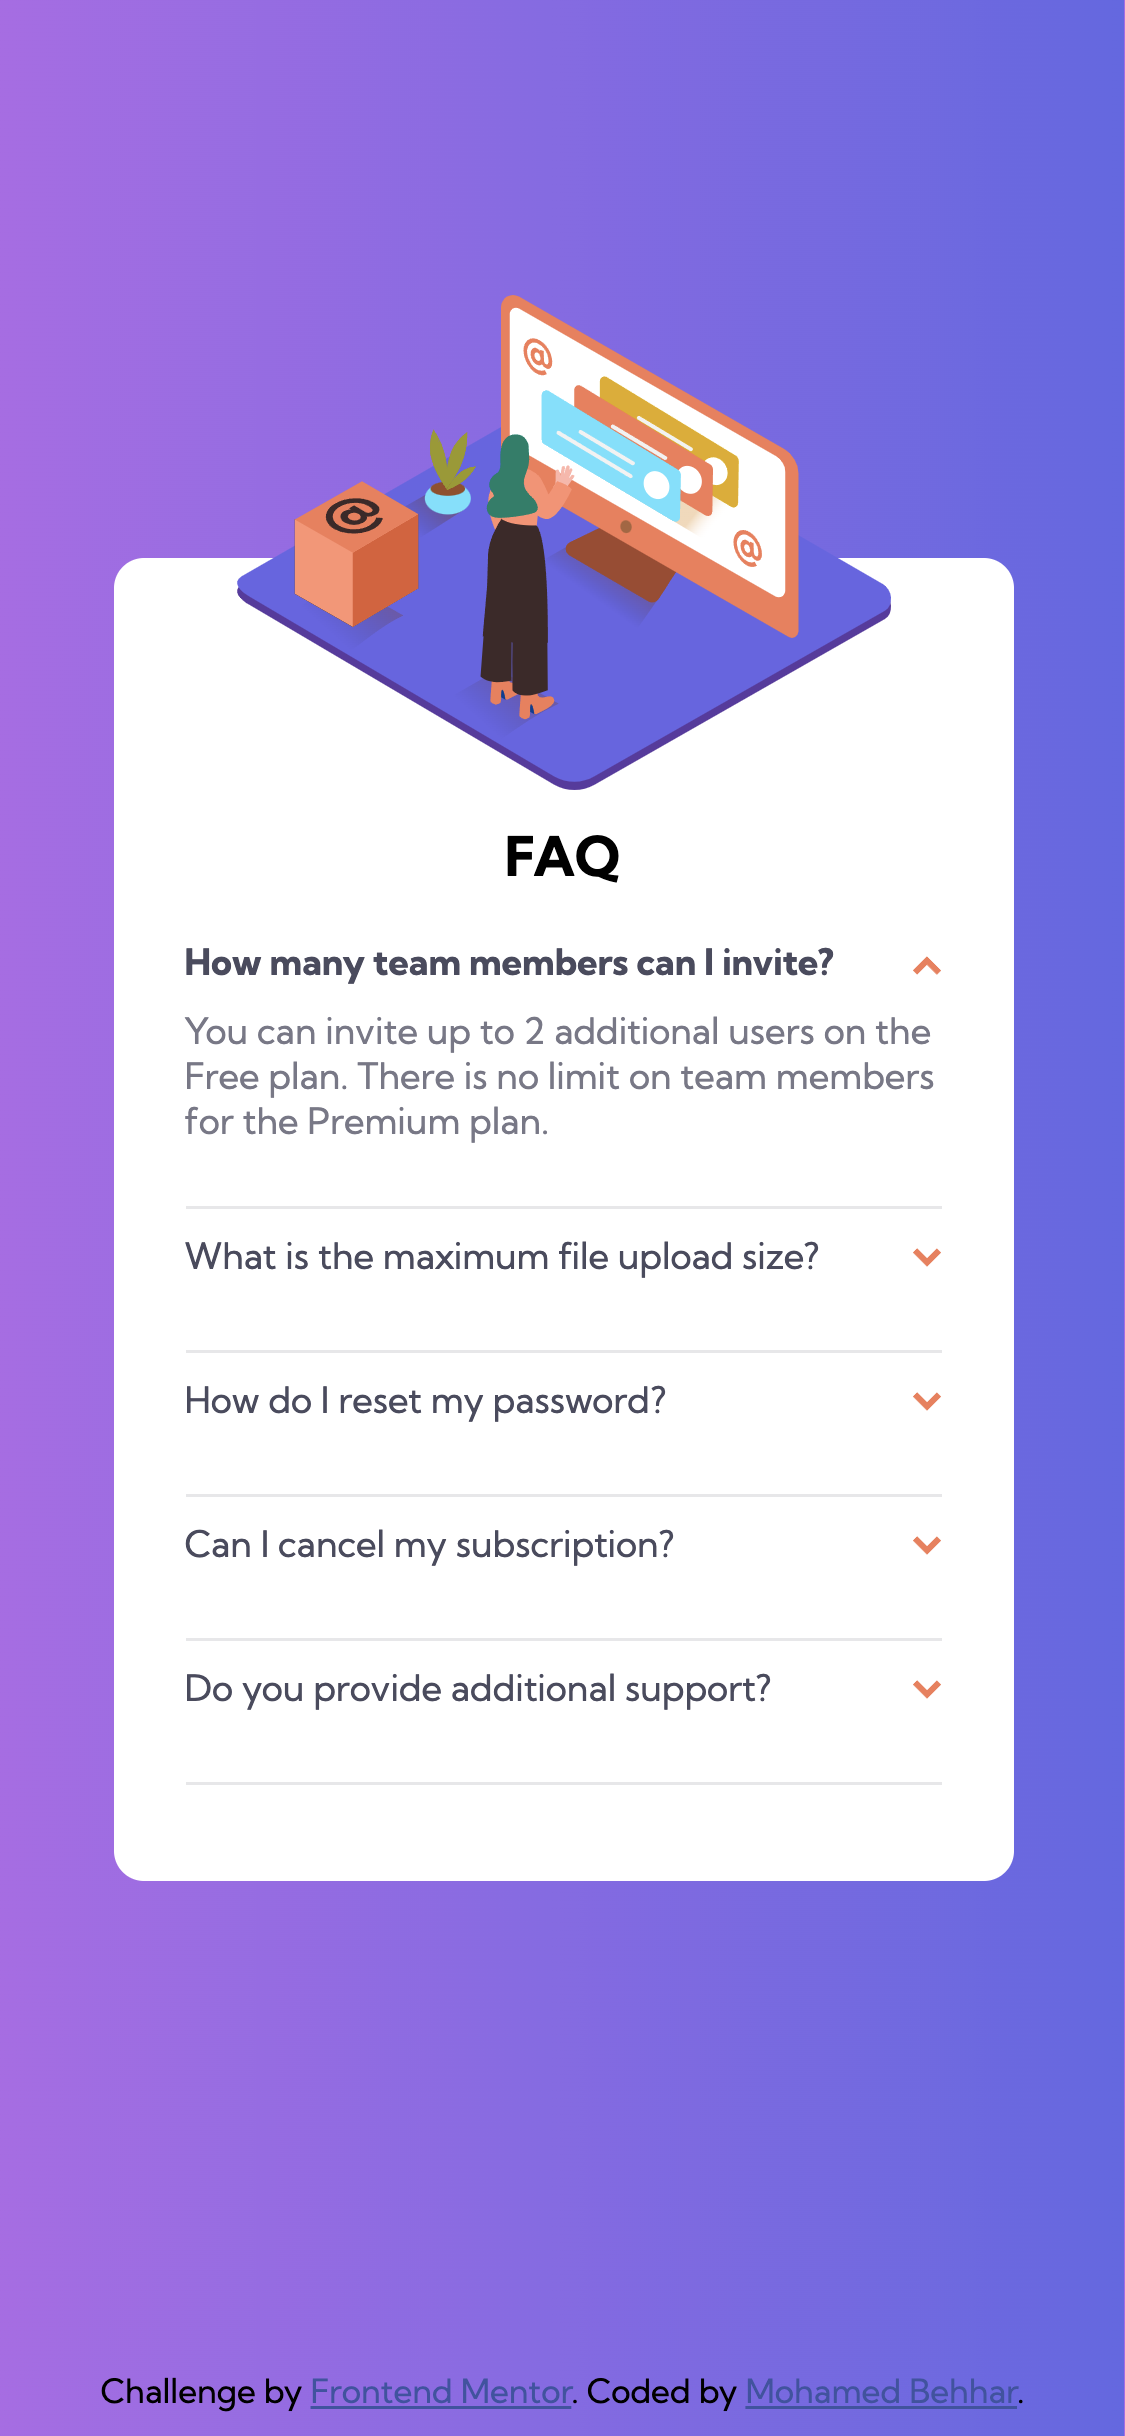 @
@
@
FAQ
How many team members can I invite?
You can invite up to 2 additional users on the
Free plan. There is no limit on team members
for the Premium plan.
What is the maximum file upload size?
How do I reset my password?
Can I cancel my subscription?
Do you provide additional support?
Challenge by Frontend Mentor. Coded by Mohamed Behhar.